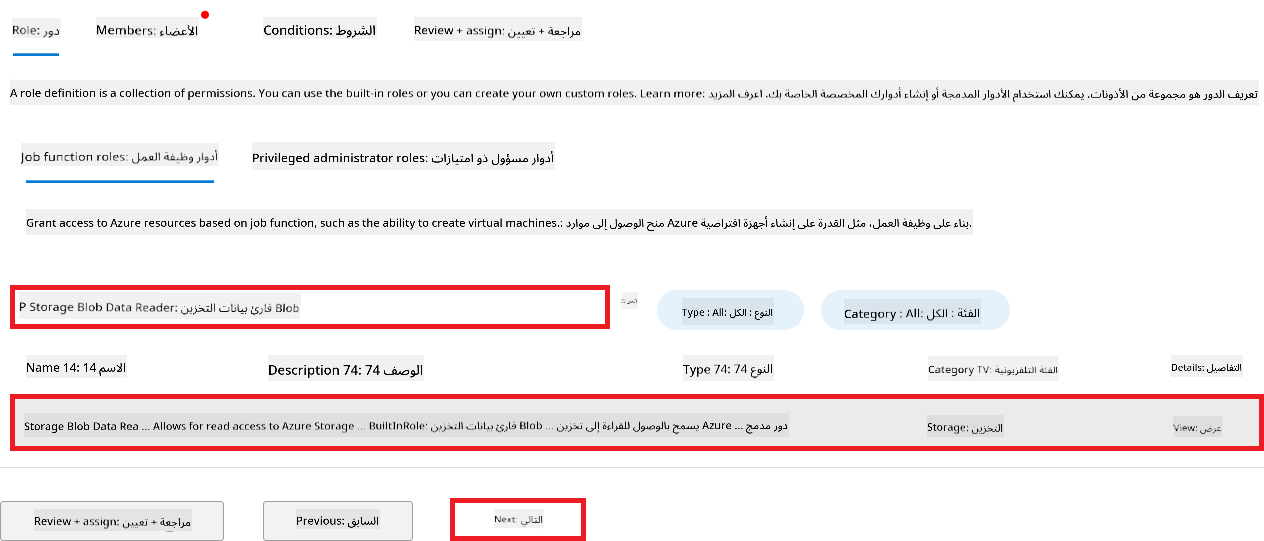 Role: دور Members: الأعضاء Conditions: الشروط Review + assign: مراجعة + تعيين
A role definition is a collection of permissions. You can use the built-in roles or you can create your own custom roles. Learn more: تعريف الدور هو مجموعة من الأذونات. يمكنك استخدام الأدوار المدمجة أو إنشاء أدوارك المخصصة الخاصة بك. اعرف المزيد
Job function roles: أدوار وظيفة العمل Privileged administrator roles: أدوار مسؤول ذو امتيازات
Grant access to Azure resources based on job function, such as the ability to create virtual machines.: منح الوصول إلى موارد Azure بناء على وظيفة العمل، مثل القدرة على إنشاء أجهزة افتراضية.
P Storage Blob Data Reader: قارئ بيانات التخزين Blob Type : All: النوع : الكل Category : All: الفئة : الكل
Name 14: 14 الاسم Description 74: 74 الوصف Type 74: 74 النوع Category TV: الفئة التلفزيونية Details: التفاصيل
Storage Blob Data Rea ... Allows for read access to Azure Storage ... BuiltInRole: قارئ بيانات التخزين Blob ... يسمح بالوصول للقراءة إلى تخزين Azure ... دور مدمج Storage: التخزين View: عرض
Review + assign: مراجعة + تعيين Previous: السابق Next: التالي